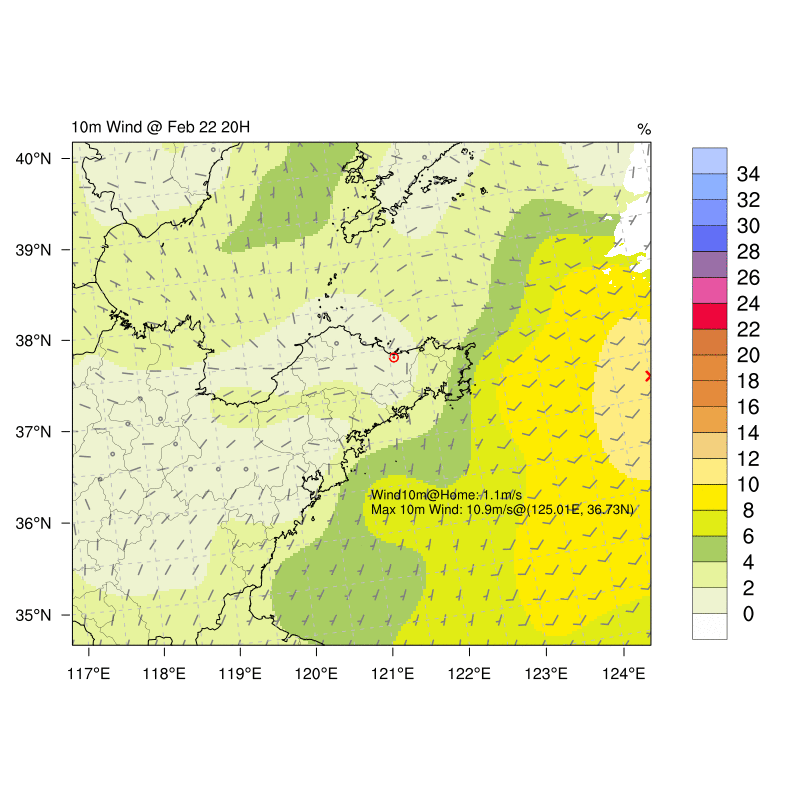 10m Wind @ Feb 22 20H
%
40°N
39°N
38°N
37°N
36°N
35°N
117°E 118°E 119°E 120°E 121°E 122°E 123°E 124°E
Wind10m@Home: 1.1m/s
Max 10m Wind: 10.9m/s@(125.01E, 36.73N)
34
32
30
28
26
24
22
20
18
16
14
12
10
8
6
4
2
0